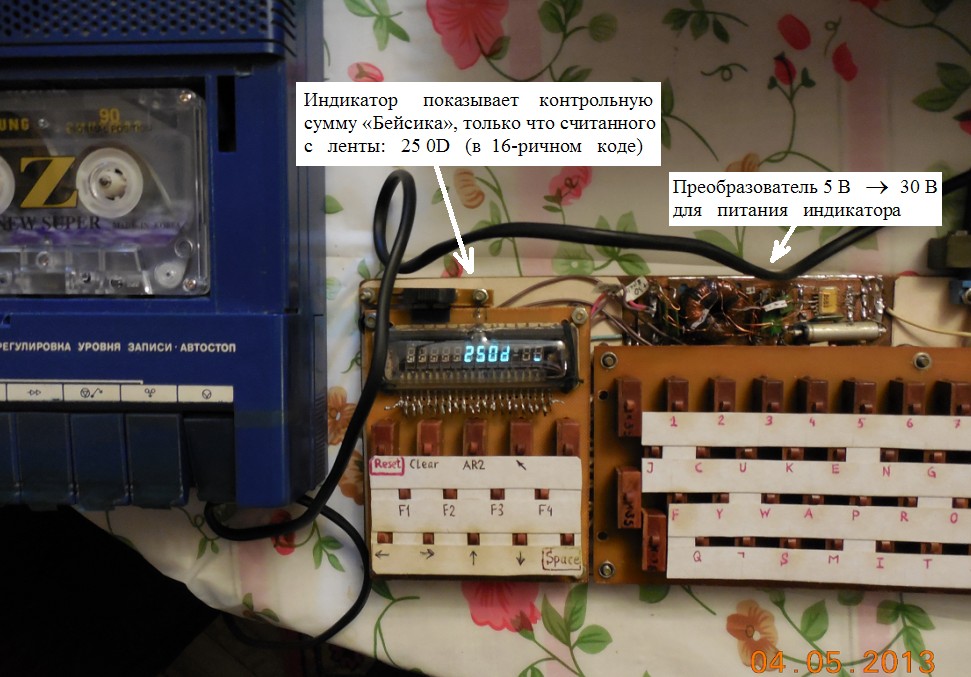 Индикатор показывает контрольную
сумму «Бейсика», только что считанного
с ленты: 25 0D (в 16-ричном коде)
Преобразователь 5 В → 30 В
для питания индикатора
UNG
90
Z
NEW SUPER
РЕГУЛИРОВКА УРОВНЯ ЗАПИСИ · АВТОСТОП
250d
Reset Clear AR2 ↖
F1 F2 F3 F4
← → ↑ ↓ Space
1 2 3 4 5 6 7
J C U K E N G
F Y W A P R O
Q ¬ S M I T
04.05.2013